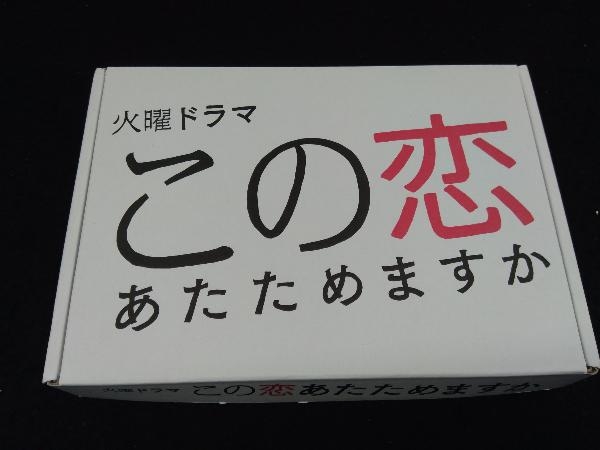 火曜ドラマ
この恋
あたためますか
火曜ドラマ この恋あたためますか